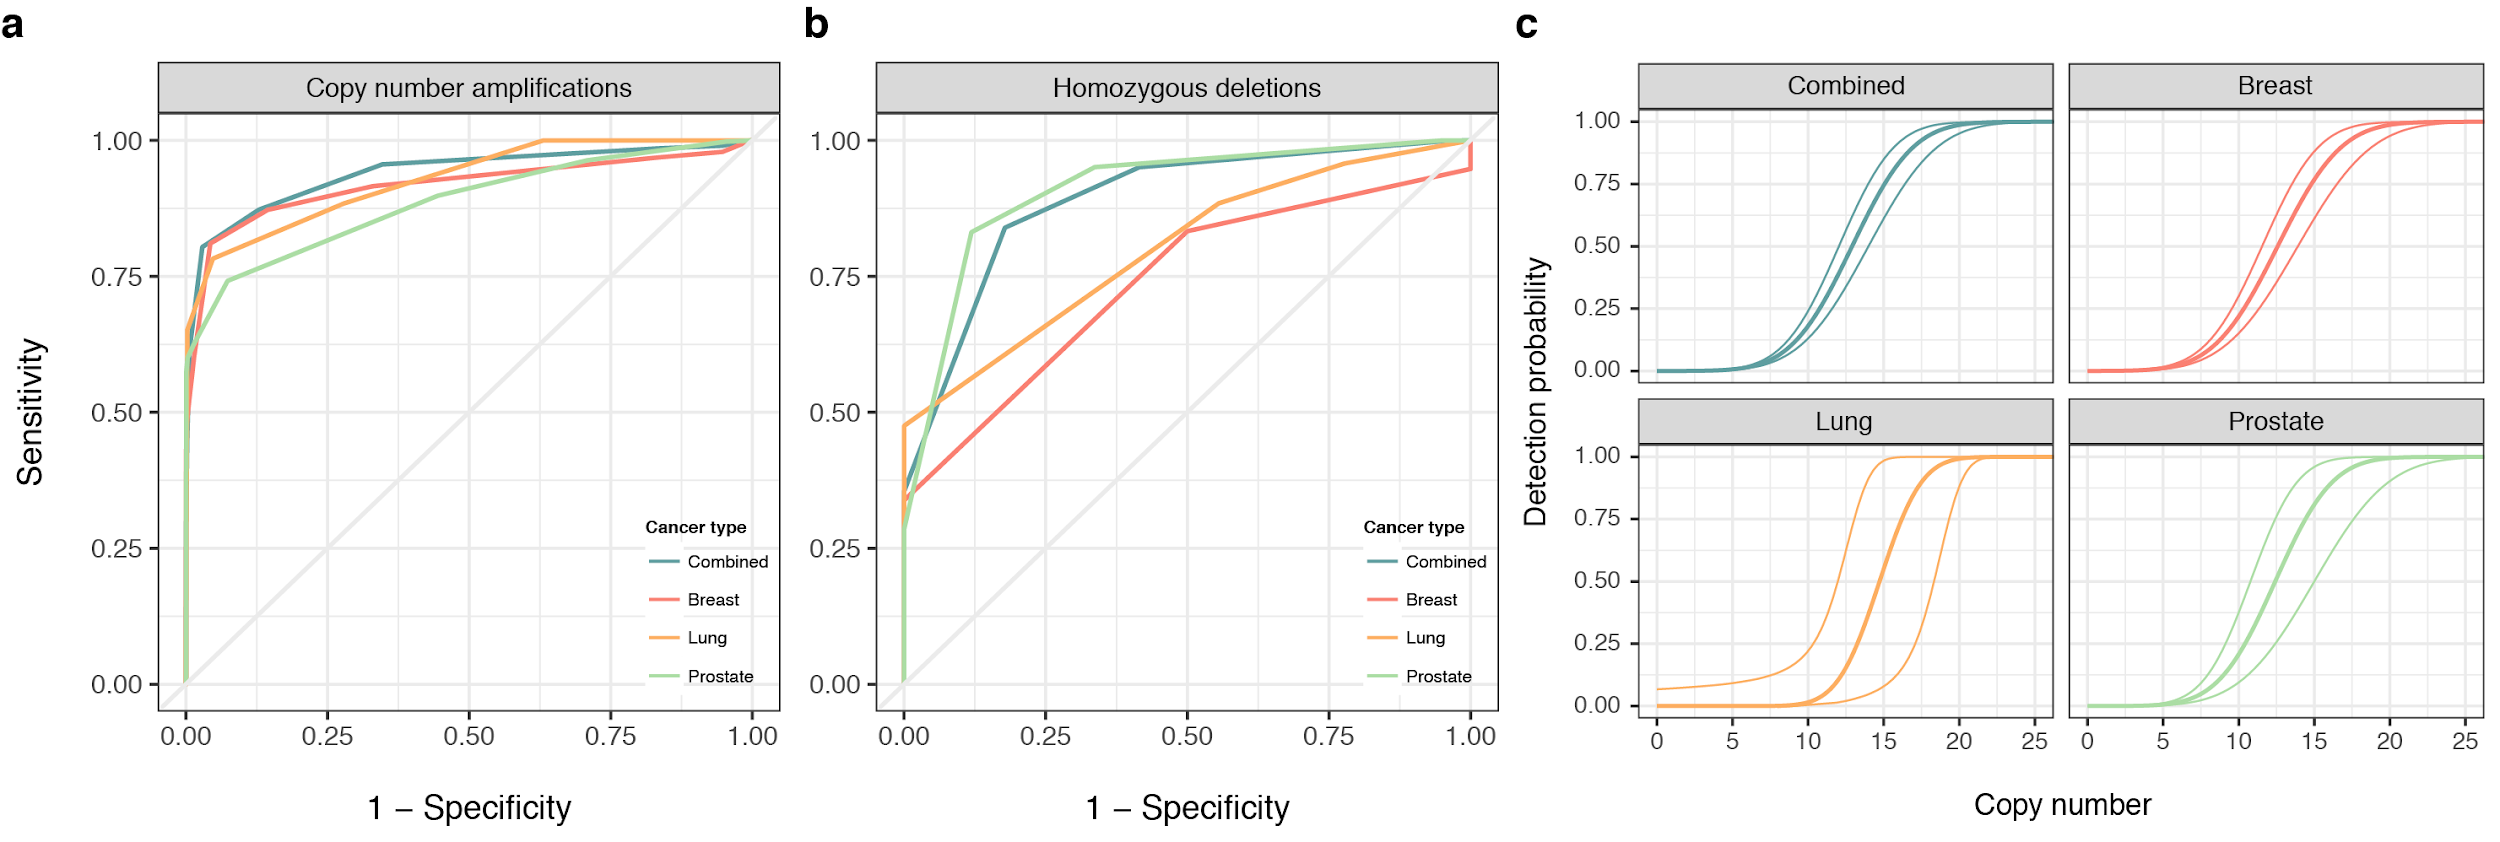 a
Copy number amplifications
Sensitivity
1.00
0.75
0.50
0.25
0.00
0.00 0.25 0.50 0.75 1.00
1 – Specificity
Cancer type
Combined
Breast
Lung
Prostate
b
Homozygous deletions
1.00
0.75
0.50
0.25
0.00
0.00 0.25 0.50 0.75 1.00
1 – Specificity
Cancer type
Combined
Breast
Lung
Prostate
c
Combined Breast
Detection probability
1.00
0.75
0.50
0.25
0.00
Lung Prostate
1.00
0.75
0.50
0.25
0.00
0 5 10 15 20 25 0 5 10 15 20 25
Copy number